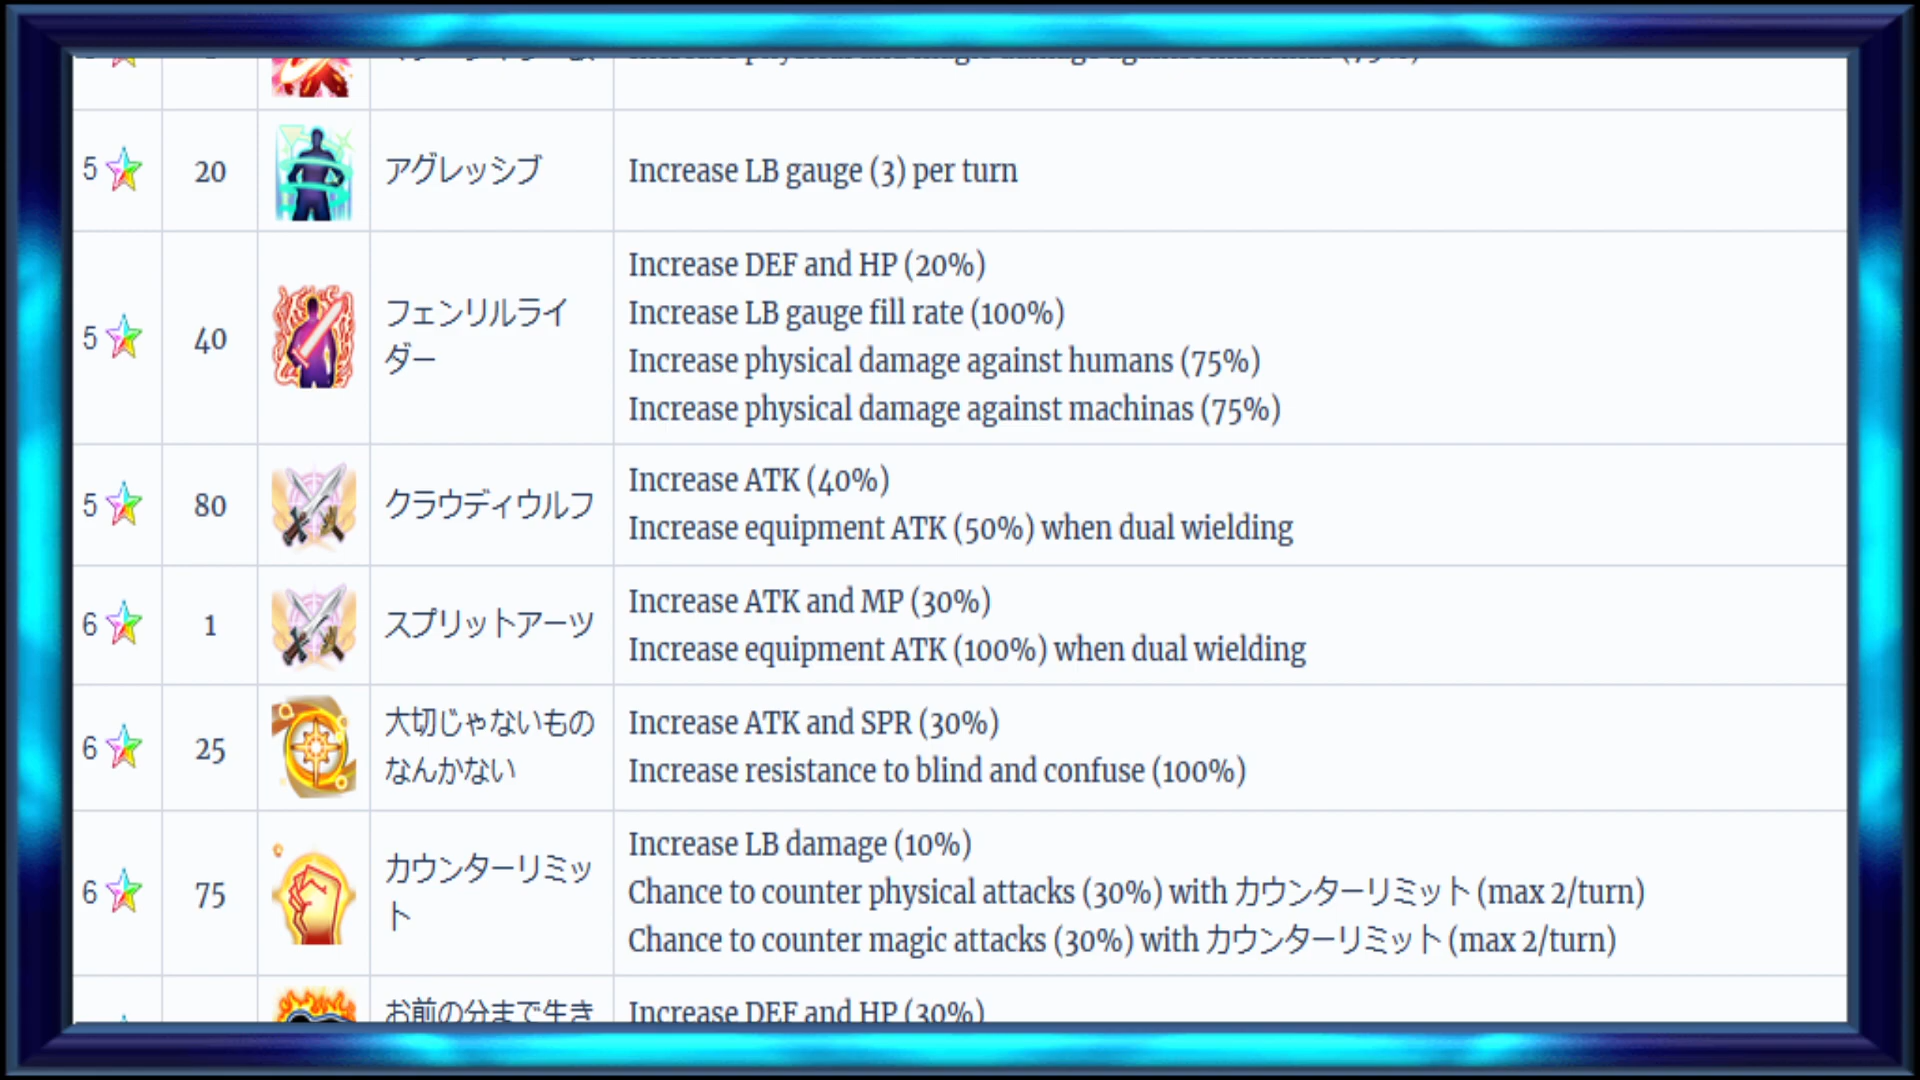 5 20 アグレッシブ Increase LB gauge (3) per turn
5 40 フェンリルライ
ダー
Increase DEF and HP (20%)
Increase LB gauge fill rate (100%)
Increase physical damage against humans (75%)
Increase physical damage against machinas (75%)
5 80 クラウディウルフ
Increase ATK (40%)
Increase equipment ATK (50%) when dual wielding
6 1 スプリットアーツ
Increase ATK and MP (30%)
Increase equipment ATK (100%) when dual wielding
6 25 大切じゃないもの
なんかない
Increase ATK and SPR (30%)
Increase resistance to blind and confuse (100%)
6 75 カウンターリミッ
ト
Increase LB damage (10%)
Chance to counter physical attacks (30%) with カウンターリミット (max 2/turn)
Chance to counter magic attacks (30%) with カウンターリミット (max 2/turn)
お前の分まで生き
Increase DEF and HP (30%)